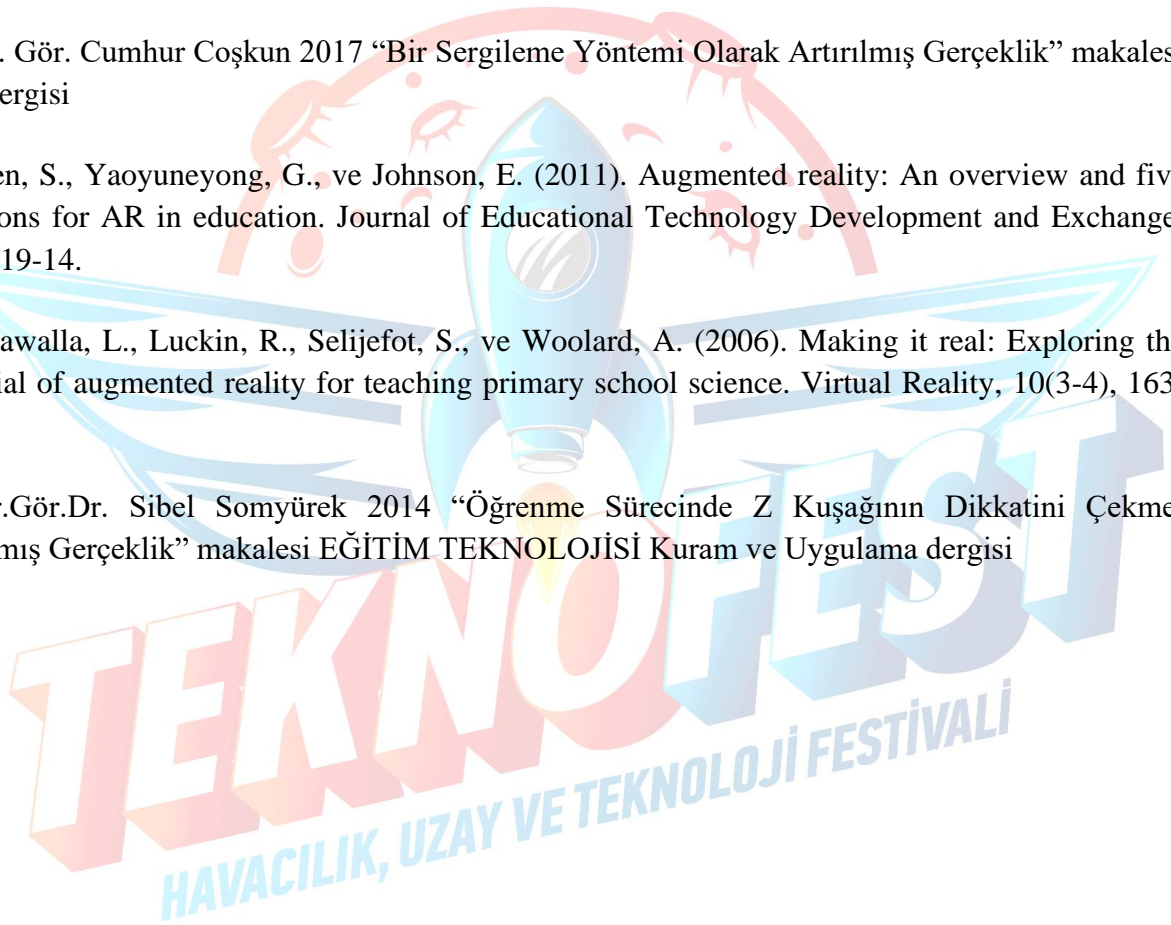 . Gör. Cumhur Coşkun 2017 “Bir Sergileme Yöntemi Olarak Artırılmış Gerçeklik” makales
ergisi
en, S., Yaoyuneyong, G., ve Johnson, E. (2011). Augmented reality: An overview and fiv
ons for AR in education. Journal of Educational Technology Development and Exchange
19-14.
awalla, L., Luckin, R., Selijefot, S., ve Woolard, A. (2006). Making it real: Exploring th
ial of augmented reality for teaching primary school science. Virtual Reality, 10(3-4), 163
r.Gör.Dr. Sibel Somyürek 2014 “Öğrenme Sürecinde Z Kuşağının Dikkatini Çekme
mış Gerçeklik” makalesi EĞİTİM TEKNOLOJİSİ Kuram ve Uygulama dergisi
TEKNOFEST
HAVACILIK, UZAY VE TEKNOLOJİ FESTİVALİ